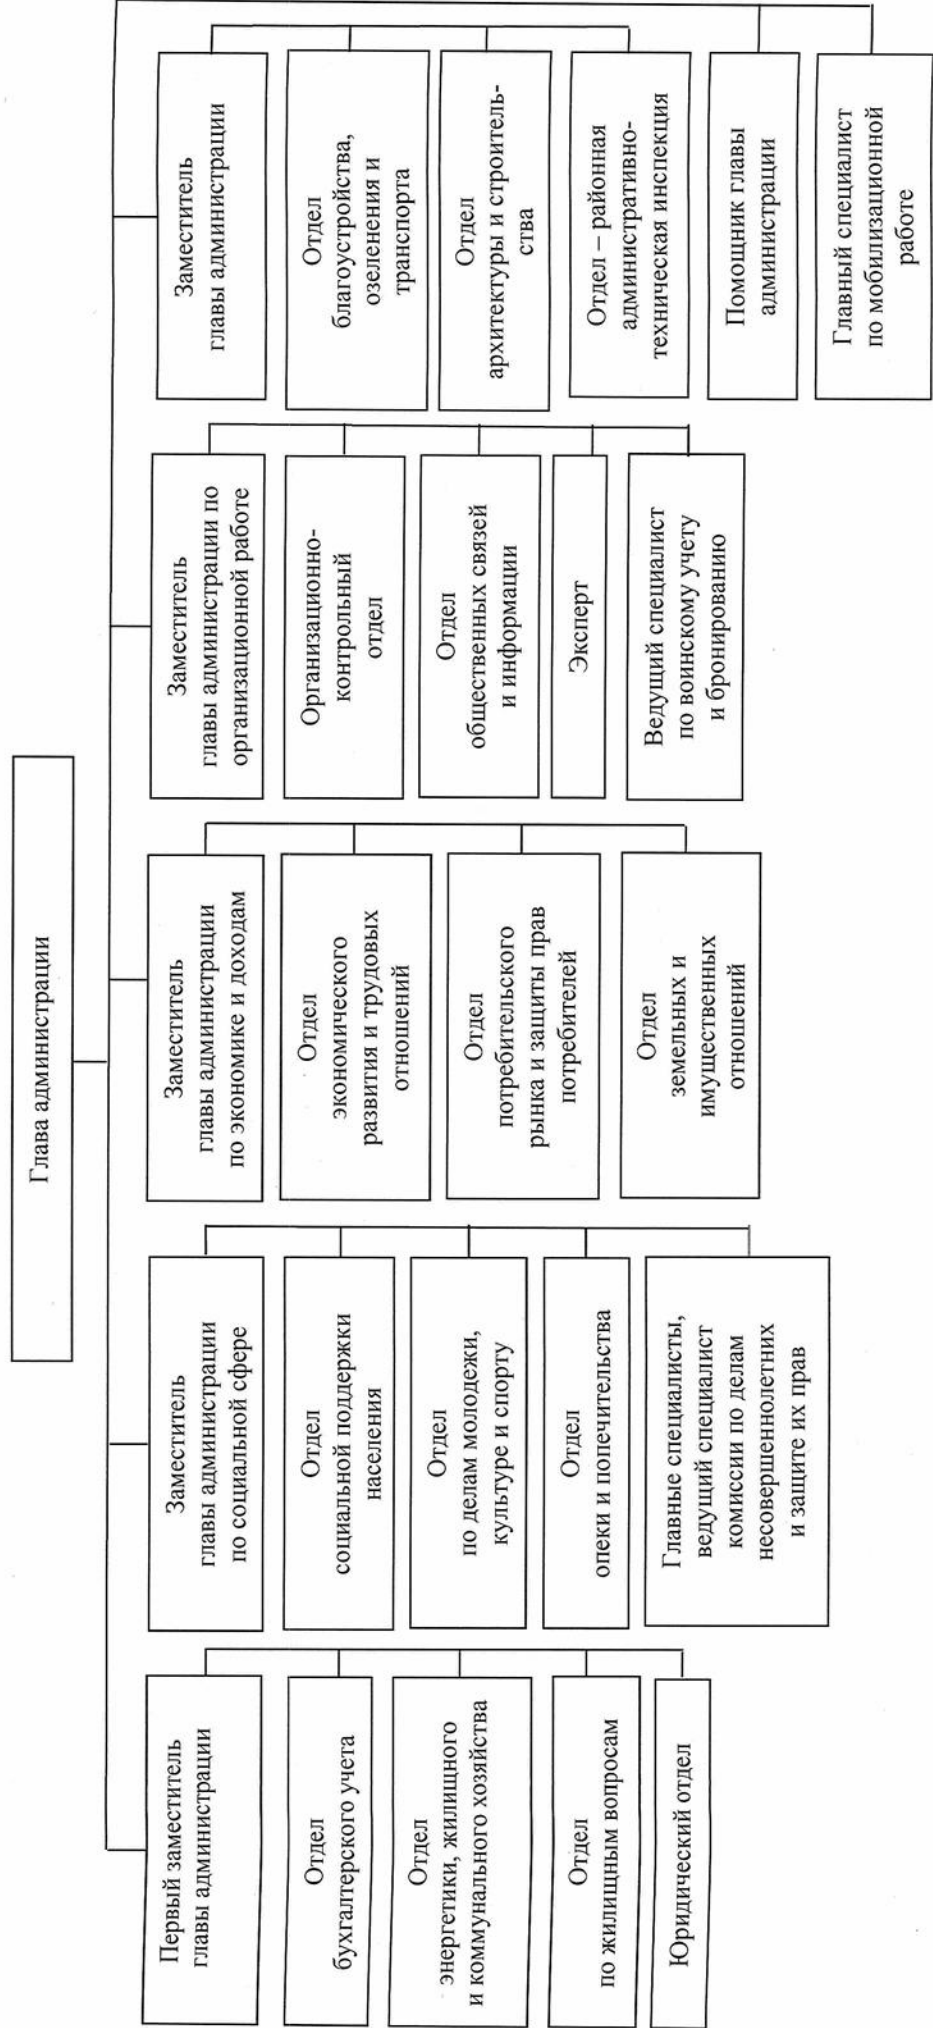 Глава администрации
Первый заместитель
главы администрации
Отдел
бухгалтерского учета
Отдел
энергетики, жилищного
и коммунального хозяйства
Отдел
по жилищным вопросам
Юридический отдел
Заместитель
главы администрации
по социальной сфере
Отдел
социальной поддержки
населения
Отдел
по делам молодежи,
культуре и спорту
Отдел
опеки и попечительства
Главные специалисты,
ведущий специалист
комиссии по делам
несовершеннолетних
и защите их прав
Заместитель
главы администрации
по экономике и доходам
Отдел
экономического
развития и трудовых
отношений
Отдел
потребительского
рынка и защиты прав
потребителей
Отдел
земельных и
имущественных
отношений
Заместитель
главы администрации по
организационной работе
Организационно-
контрольный
отдел
Отдел
общественных связей
и информации
Эксперт
Ведущий специалист
по воинскому учету
и бронированию
Заместитель
главы администрации
Отдел
благоустройства,
озеленения и
транспорта
Отдел
архитектуры и строитель-
ства
Отдел – районная
административно-
техническая инспекция
Помощник главы
администрации
Главный специалист
по мобилизационной
работе